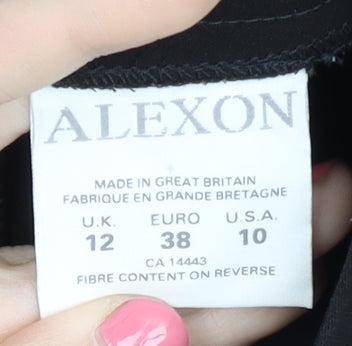 ALEXON
MADE IN GREAT BRITAIN
FABRIQUE EN GRANDE BRETAGNE
U.K. EURO U.S.A.
12 38 10
CA 14443
FIBRE CONTENT ON REVERSE